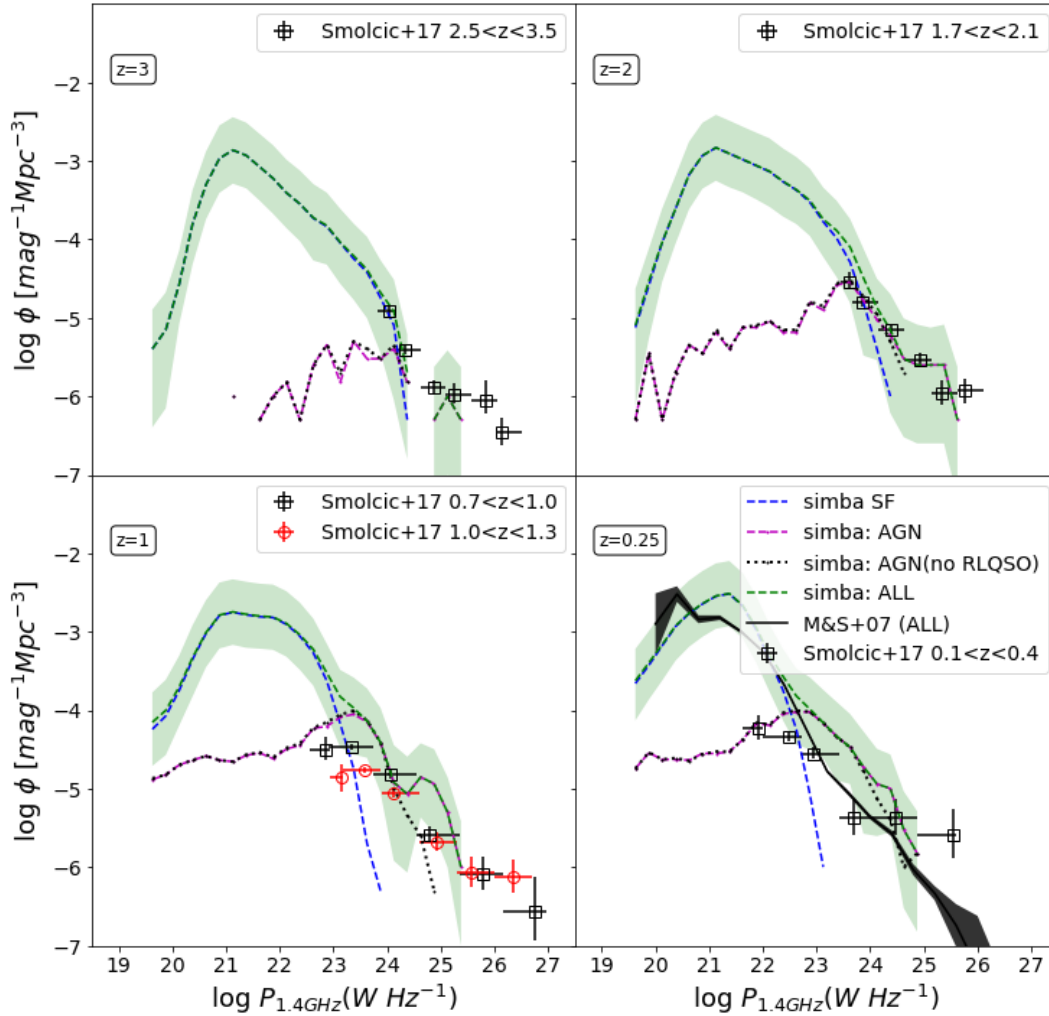 Smolcic+17 2.5<z<3.5
z=3
−2
−3
−4
−5
−6
−7
log ϕ [mag⁻¹Mpc⁻³]
Smolcic+17 1.7<z<2.1
z=2
Smolcic+17 0.7<z<1.0
Smolcic+17 1.0<z<1.3
z=1
−2
−3
−4
−5
−6
−7
log ϕ [mag⁻¹Mpc⁻³]
19 20 21 22 23 24 25 26 27
log P₁.₄GHz(W Hz⁻¹)
simba SF
simba: AGN
simba: AGN(no RLQSO)
simba: ALL
M&S+07 (ALL)
Smolcic+17 0.1<z<0.4
z=0.25
19 20 21 22 23 24 25 26 27
log P₁.₄GHz(W Hz⁻¹)